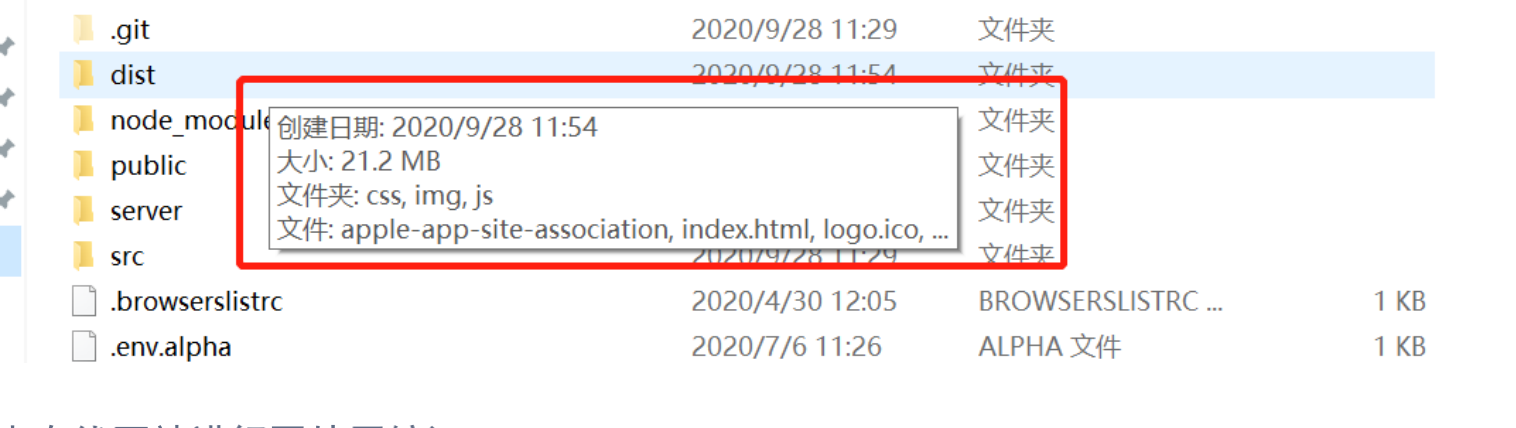 .git 2020/9/28 11:29 文件夹
dist 2020/9/28 11:54 文件夹
node_module 文件夹
创建日期: 2020/9/28 11:54
public 文件夹
大小: 21.2 MB
文件夹: css, img, js
server 文件夹
文件: apple-app-site-association, index.html, logo.ico, ...
src 2020/9/28 11:29 文件夹
.browserslistrc 2020/4/30 12:05 BROWSERSLISTRC ... 1 KB
.env.alpha 2020/7/6 11:26 ALPHA 文件 1 KB